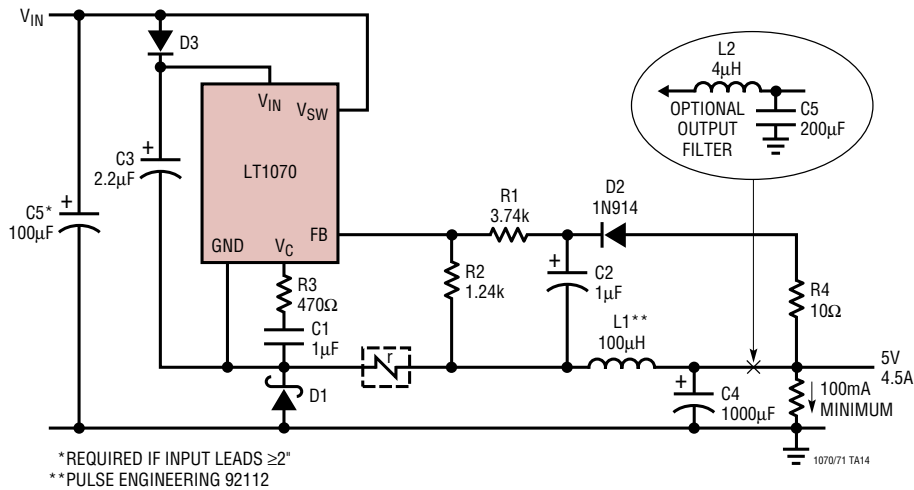 VIN
D3
L2
4µH
OPTIONAL
OUTPUT
FILTER
C5
200µF
VIN
VSW
LT1070
C3
2.2µF
+
C5*
100µF
+
GND
VC
FB
R1
3.74k
D2
1N914
R2
1.24k
+
C2
1µF
R3
470Ω
C1
1µF
R4
10Ω
L1**
100µH
r
5V
4.5A
D1
+
C4
1000µF
100mA
MINIMUM
*REQUIRED IF INPUT LEADS ≥2"
**PULSE ENGINEERING 92112
1070/71 TA14